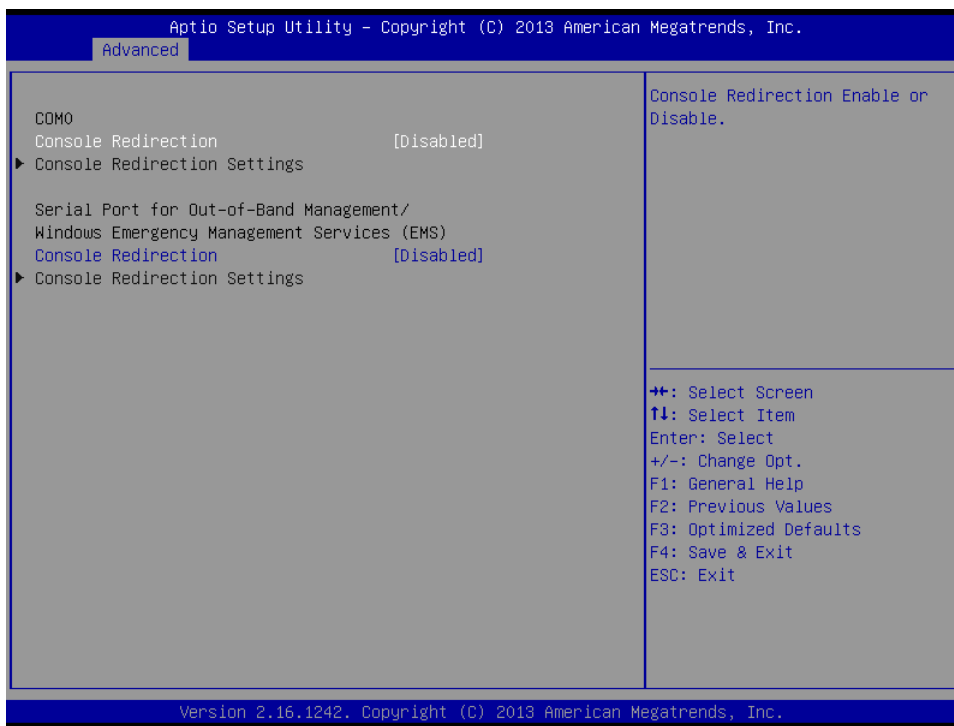 Aptio Setup Utility – Copyright (C) 2013 American Megatrends, Inc.
Advanced
COM0
Console Redirection [Disabled]
▶ Console Redirection Settings
Serial Port for Out-of-Band Management/
Windows Emergency Management Services (EMS)
Console Redirection [Disabled]
▶ Console Redirection Settings
Console Redirection Enable or
Disable.
→←: Select Screen
↑↓: Select Item
Enter: Select
+/-: Change Opt.
F1: General Help
F2: Previous Values
F3: Optimized Defaults
F4: Save & Exit
ESC: Exit
Version 2.16.1242. Copyright (C) 2013 American Megatrends, Inc.